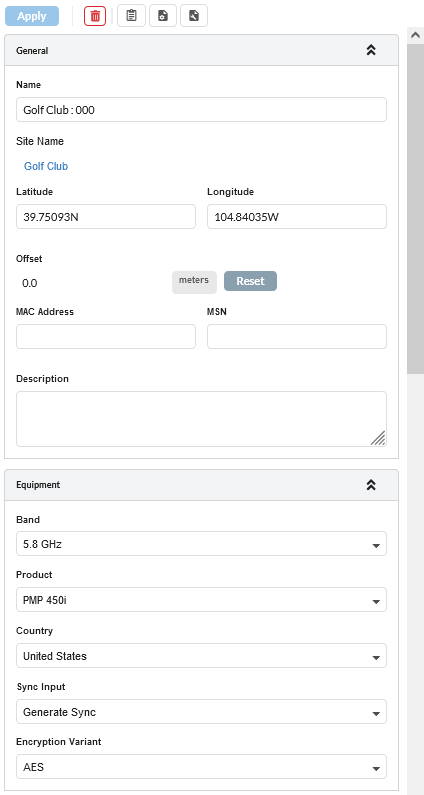 Apply
General
Name
Golf Club : 000
Site Name
Golf Club
Latitude Longitude
39.75093N 104.84035W
Offset
0.0 meters Reset
MAC Address MSN
Description
Equipment
Band
5.8 GHz
Product
PMP 450i
Country
United States
Sync Input
Generate Sync
Encryption Variant
AES